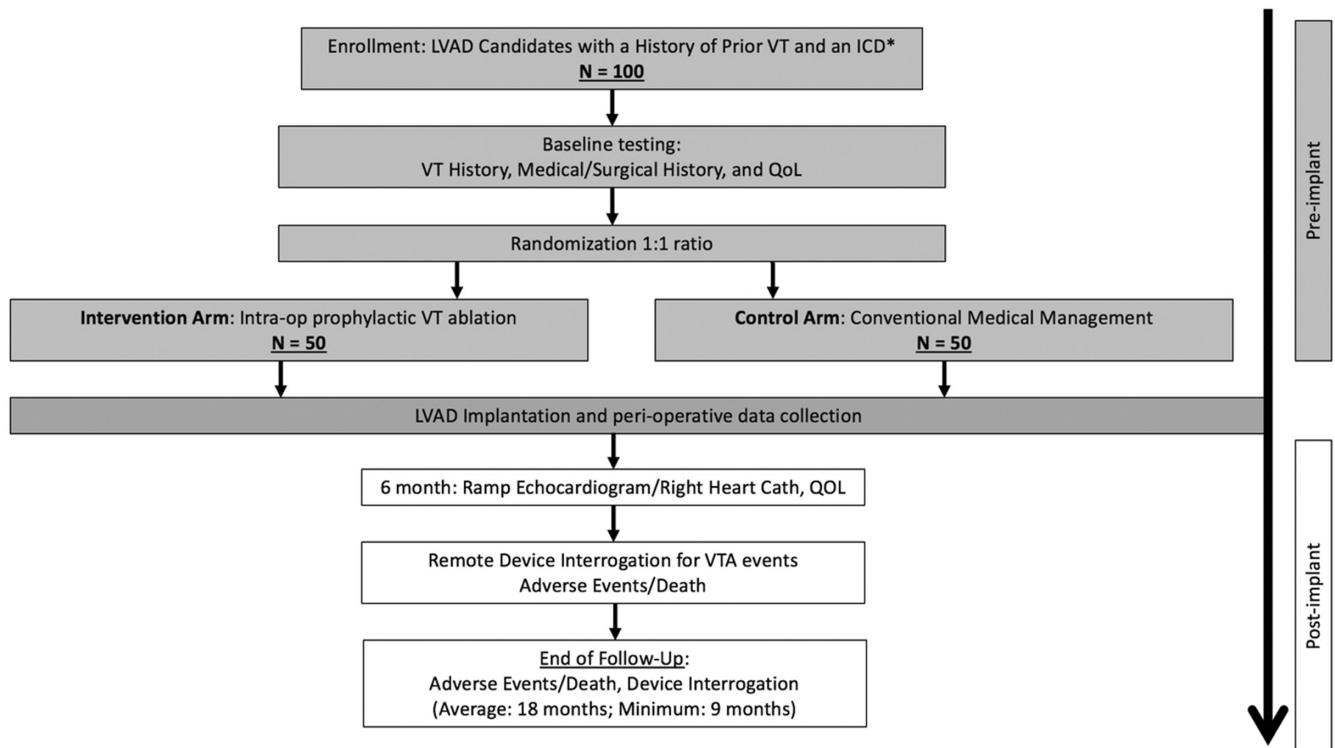 Enrollment: LVAD Candidates with a History of Prior VT and an ICD*
N = 100
Baseline testing:
VT History, Medical/Surgical History, and QoL
Randomization 1:1 ratio
Intervention Arm: Intra-op prophylactic VT ablation
N = 50
Control Arm: Conventional Medical Management
N = 50
LVAD Implantation and peri-operative data collection
6 month: Ramp Echocardiogram/Right Heart Cath, QOL
Remote Device Interrogation for VTA events
Adverse Events/Death
End of Follow-Up:
Adverse Events/Death, Device Interrogation
(Average: 18 months; Minimum: 9 months)
Pre-implant
Post-implant